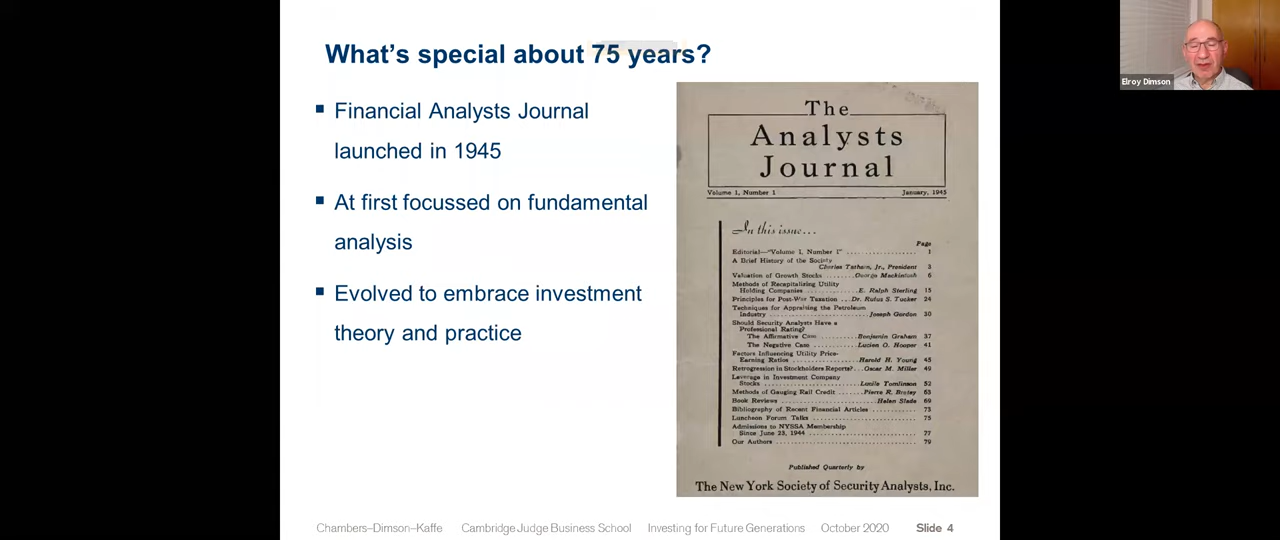 What's special about 75 years?
Elroy Dimson
▪ Financial Analysts Journal
launched in 1945
▪ At first focussed on fundamental
analysis
▪ Evolved to embrace investment
theory and practice
The
Analysts
Journal
Volume 1, Number 1 January, 1945
In this issue...
Page
Editorial—"Volume 1, Number 1" .................. 1
A Brief History of the Society
Charles Tatham, Jr., President 3
Valuation of Growth Stocks ........ George Mackintosh 6
Methods of Recapitalizing Utility
Holding Companies .............. E. Ralph Sterling 15
Principles for Post-War Taxation ... Dr. Rufus S. Tucker 24
Techniques for Appraising the Petroleum
Industry ............................ Joseph Gordon 30
Should Security Analysts Have a
Professional Rating?
The Affirmative Case ............ Benjamin Graham 37
The Negative Case .............. Lucien O. Hooper 41
Factors Influencing Utility Price-
Earning Ratios ................... Harold H. Young 45
Retrogression in Stockholders Reports? ... Oscar M. Miller 49
Leverage in Investment Company
Stocks ........................... Lucile Tomlinson 52
Methods of Gauging Rail Credit ....... Pierre R. Bretey 65
Book Reviews ........................ Helen Slade 69
Bibliography of Recent Financial Articles ............ 73
Luncheon Forum Talks ............................ 75
Admissions to NYSSA Membership
Since June 23, 1944 ............................ 77
Our Authors ..................................... 79
Published Quarterly by
The New York Society of Security Analysts, Inc.
Chambers–Dimson–Kaffe Cambridge Judge Business School Investing for Future Generations October 2020 Slide 4